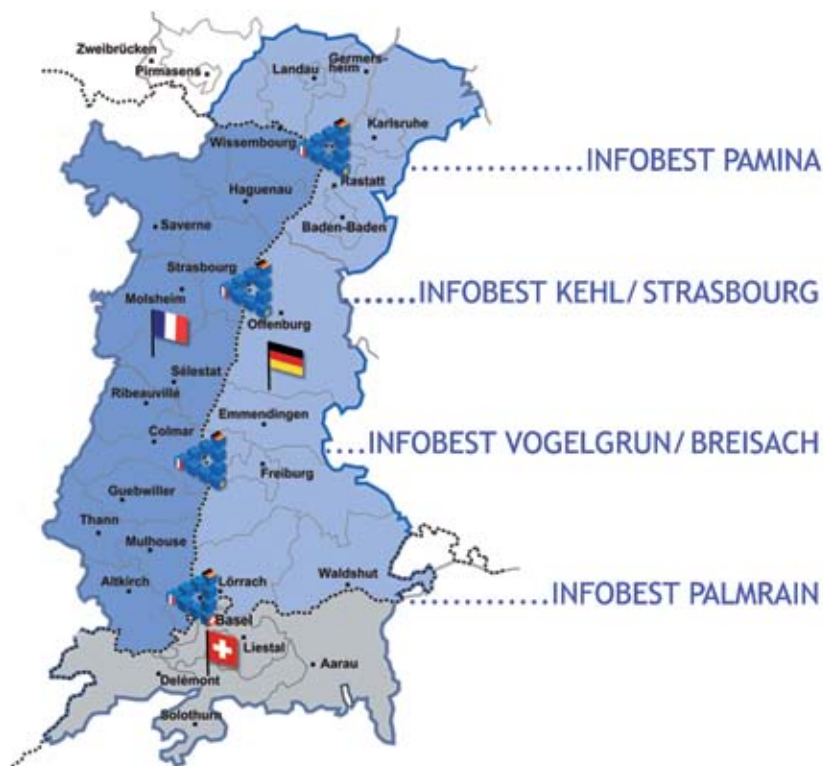 Zweibrücken
Pirmasens
Landau
Germers-
heim
Karlsruhe
Wissembourg
............INFOBEST PAMINA
Rastatt
Haguenau
Baden-Baden
Saverne
Strasbourg
......INFOBEST KEHL/STRASBOURG
Molsheim
Offenburg
Sélestat
Ribeauvillé
Emmendingen
Colmar
....INFOBEST VOGELGRUN/BREISACH
Freiburg
Guebwiller
Thann
Mulhouse
Waldshut
Altkirch
Lörrach
............INFOBEST PALMRAIN
Basel
Liestal
Aarau
Delémont
Solothurn